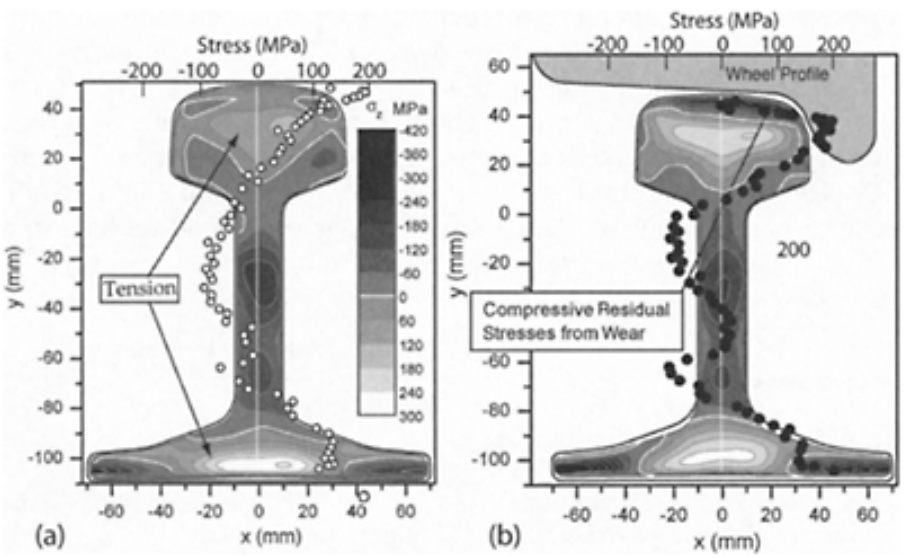 Stress (MPa)
-200 -100 0 100 200
σz MPa
-420
-360
-300
-240
-180
-120
-60
0
60
120
180
240
300
40
20
0
-20
-40
-60
-80
-100
y (mm)
Tension
-60 -40 -20 0 20 40 60
x (mm)
(a)
Stress (MPa)
-200 -100 0 100 200
Wheel Profile
60
40
20
0
-20
-40
-60
-80
-100
y (mm)
200
Compressive Residual
Stresses from Wear
-60 -40 -20 0 20 40 60
x (mm)
(b)